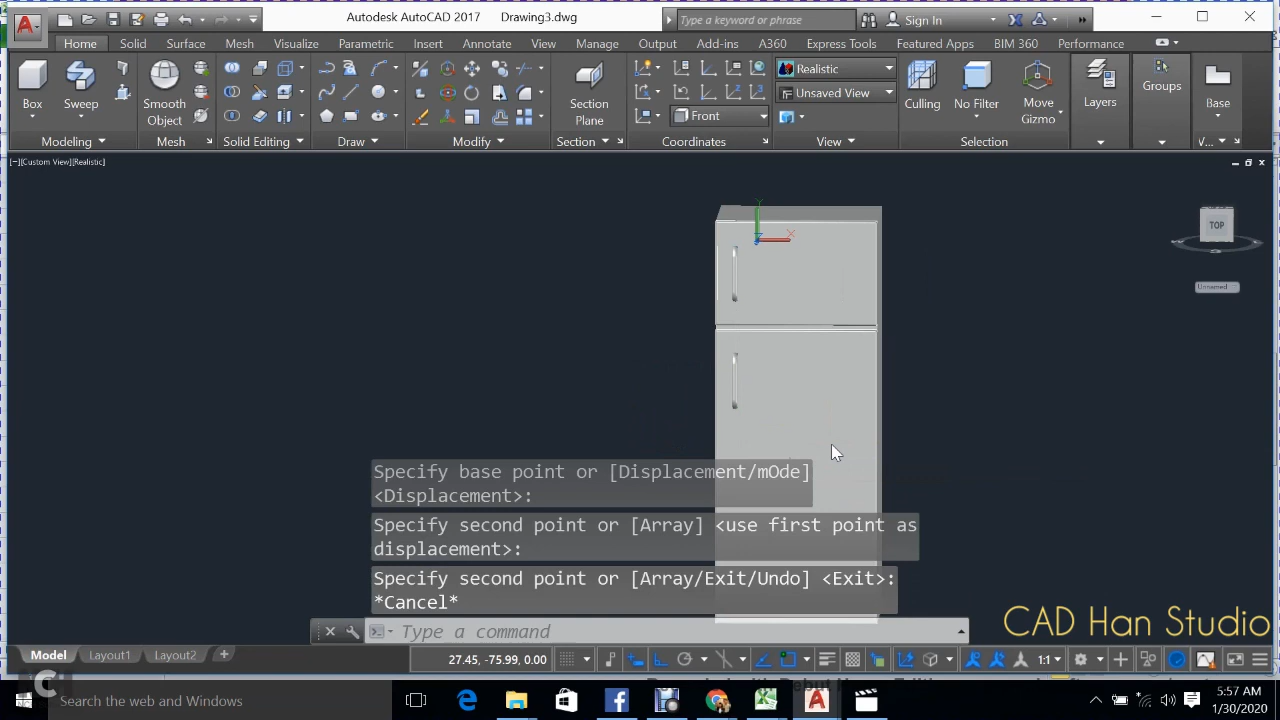 Autodesk AutoCAD 2017 Drawing3.dwg
Type a keyword or phrase
Sign In
Home Solid Surface Mesh Visualize Parametric Insert Annotate View Manage Output Add-ins A360 Express Tools Featured Apps BIM 360 Performance
Box
Sweep
Smooth
Object
Section
Plane
Realistic
Unsaved View
Front
Culling
No Filter
Move
Gizmo
Layers
Groups
Base
Modeling
Mesh
Solid Editing
Draw
Modify
Section
Coordinates
View
Selection
V...
[−][Custom View][Realistic]
Y
X
Z
TOP
Unnamed
Specify base point or [Displacement/mOde]
<Displacement>:
Specify second point or [Array] <use first point as
displacement>:
Specify second point or [Array/Exit/Undo] <Exit>:
*Cancel*
CAD Han Studio
Type a command
Model Layout1 Layout2
27.45, -75.99, 0.00
1:1
Search the web and Windows
5:57 AM
1/30/2020